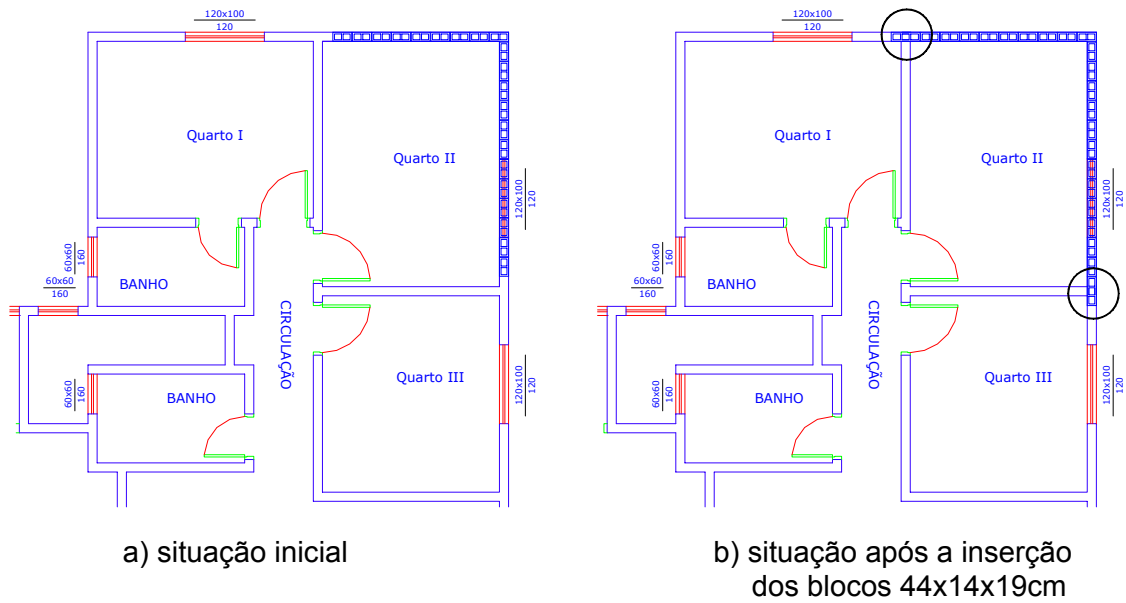 120x100
120
Quarto I
Quarto II
120x100
120
60x60
160
60x60
160
BANHO
CIRCULAÇÃO
Quarto III
120x100
120
60x60
160
BANHO
120x100
120
Quarto I
Quarto II
120x100
120
60x60
160
60x60
160
BANHO
CIRCULAÇÃO
Quarto III
120x100
120
60x60
160
BANHO
a) situação inicial
b) situação após a inserção
dos blocos 44x14x19cm